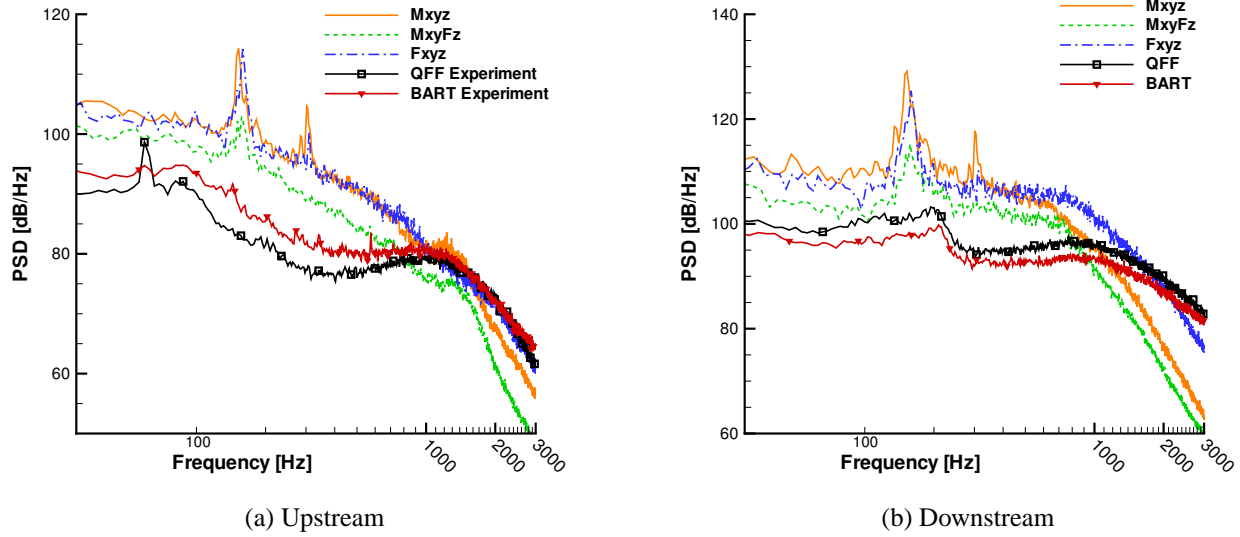 PSD [dB/Hz]
120
100
80
60
100
1000
2000
3000
Frequency [Hz]
Mxyz
MxyFz
Fxyz
QFF Experiment
BART Experiment
(a) Upstream
PSD [dB/Hz]
140
120
100
80
60
100
1000
2000
3000
Frequency [Hz]
Mxyz
MxyFz
Fxyz
QFF
BART
(b) Downstream